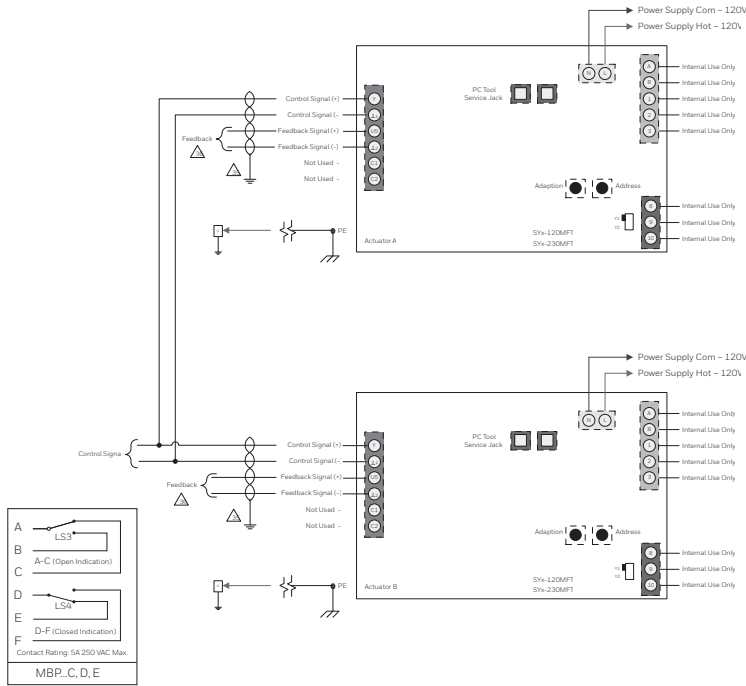 Power Supply Com – 120V
Power Supply Hot – 120V
N L
PC Tool
Service Jack
A Internal Use Only
B Internal Use Only
1 Internal Use Only
2 Internal Use Only
3 Internal Use Only
Control Signal (+) Y
Control Signal (-
Feedback
Feedback Signal (+) U5
Feedback Signal (–)
Not Used - C1
Not Used - C2
Adaption Address
8 Internal Use Only
9 Internal Use Only
10 Internal Use Only
Y1
Y2
PE
Actuator A
SYx-120MFT
SYx-230MFT
Power Supply Com – 120V
Power Supply Hot – 120V
N L
PC Tool
Service Jack
A Internal Use Only
B Internal Use Only
1 Internal Use Only
2 Internal Use Only
3 Internal Use Only
Control Signa
Control Signal (+) Y
Control Signal (-
Feedback
Feedback Signal (+) U5
Feedback Signal (–)
Not Used - C1
Not Used - C2
Adaption Address
8 Internal Use Only
9 Internal Use Only
10 Internal Use Only
Y1
Y2
PE
Actuator B
SYx-120MFT
SYx-230MFT
A
LS3
B
A-C (Open Indication)
C
D
LS4
E
D-F (Closed Indication)
F
Contact Rating: 5A 250 VAC Max.
MBP...C, D, E